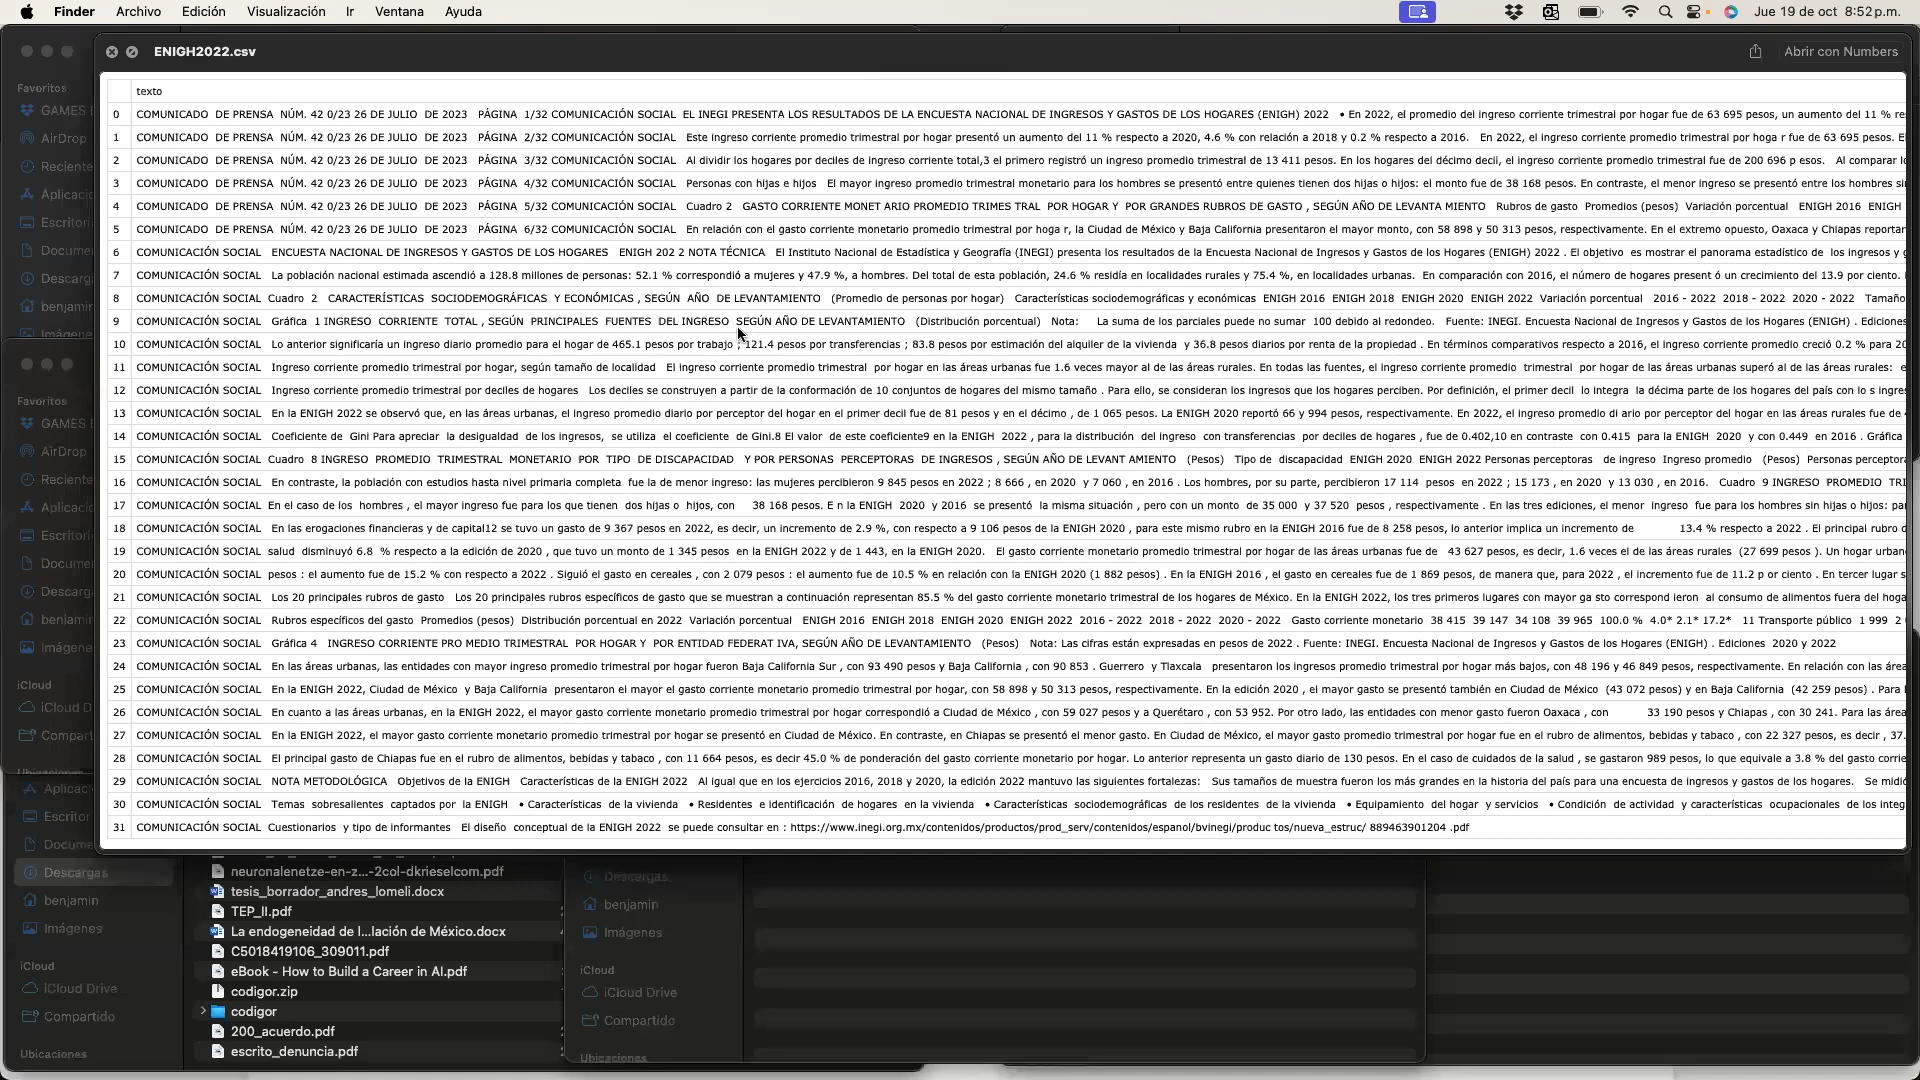 Finder Archivo Edición Visualización Ir Ventana Ayuda Jue 19 de oct 8:52 p.m.
ENIGH2022.csv Abrir con Numbers
texto
0 COMUNICADO DE PRENSA NÚM. 42 0/23 26 DE JULIO DE 2023 PÁGINA 1/32 COMUNICACIÓN SOCIAL EL INEGI PRESENTA LOS RESULTADOS DE LA ENCUESTA NACIONAL DE INGRESOS Y GASTOS DE LOS HOGARES (ENIGH) 2022 • En 2022, el promedio del ingreso corriente trimestral por hogar fue de 63 695 pesos, un aumento del 11 % res
1 COMUNICADO DE PRENSA NÚM. 42 0/23 26 DE JULIO DE 2023 PÁGINA 2/32 COMUNICACIÓN SOCIAL Este ingreso corriente promedio trimestral por hogar presentó un aumento del 11 % respecto a 2020, 4.6 % con relación a 2018 y 0.2 % respecto a 2016. En 2022, el ingreso corriente promedio trimestral por hoga r fue de 63 695 pesos. E
2 COMUNICADO DE PRENSA NÚM. 42 0/23 26 DE JULIO DE 2023 PÁGINA 3/32 COMUNICACIÓN SOCIAL Al dividir los hogares por deciles de ingreso corriente total,3 el primero registró un ingreso promedio trimestral de 13 411 pesos. En los hogares del décimo decil, el ingreso corriente promedio trimestral fue de 200 696 p esos. Al comparar l
3 COMUNICADO DE PRENSA NÚM. 42 0/23 26 DE JULIO DE 2023 PÁGINA 4/32 COMUNICACIÓN SOCIAL Personas con hijas e hijos El mayor ingreso promedio trimestral monetario para los hombres se presentó entre quienes tienen dos hijas o hijos: el monto fue de 38 168 pesos. En contraste, el menor ingreso se presentó entre los hombres si
4 COMUNICADO DE PRENSA NÚM. 42 0/23 26 DE JULIO DE 2023 PÁGINA 5/32 COMUNICACIÓN SOCIAL Cuadro 2 GASTO CORRIENTE MONET ARIO PROMEDIO TRIMES TRAL POR HOGAR Y POR GRANDES RUBROS DE GASTO , SEGÚN AÑO DE LEVANTA MIENTO Rubros de gasto Promedios (pesos) Variación porcentual ENIGH 2016 ENIGH
5 COMUNICADO DE PRENSA NÚM. 42 0/23 26 DE JULIO DE 2023 PÁGINA 6/32 COMUNICACIÓN SOCIAL En relación con el gasto corriente monetario promedio trimestral por hoga r, la Ciudad de México y Baja California presentaron el mayor monto, con 58 898 y 50 313 pesos, respectivamente. En el extremo opuesto, Oaxaca y Chiapas reportar
6 COMUNICACIÓN SOCIAL ENCUESTA NACIONAL DE INGRESOS Y GASTOS DE LOS HOGARES ENIGH 202 2 NOTA TÉCNICA El Instituto Nacional de Estadística y Geografía (INEGI) presenta los resultados de la Encuesta Nacional de Ingresos y Gastos de los Hogares (ENIGH) 2022 . El objetivo es mostrar el panorama estadístico de los ingresos y g
7 COMUNICACIÓN SOCIAL La población nacional estimada ascendió a 128.8 millones de personas: 52.1 % correspondió a mujeres y 47.9 %, a hombres. Del total de esta población, 24.6 % residía en localidades rurales y 75.4 %, en localidades urbanas. En comparación con 2016, el número de hogares present ó un crecimiento del 13.9 por ciento.
8 COMUNICACIÓN SOCIAL Cuadro 2 CARACTERÍSTICAS SOCIODEMOGRÁFICAS Y ECONÓMICAS , SEGÚN AÑO DE LEVANTAMIENTO (Promedio de personas por hogar) Características sociodemográficas y económicas ENIGH 2016 ENIGH 2018 ENIGH 2020 ENIGH 2022 Variación porcentual 2016 - 2022 2018 - 2022 2020 - 2022 Tamaño
9 COMUNICACIÓN SOCIAL Gráfica 1 INGRESO CORRIENTE TOTAL , SEGÚN PRINCIPALES FUENTES DEL INGRESO SEGÚN AÑO DE LEVANTAMIENTO (Distribución porcentual) Nota: La suma de los parciales puede no sumar 100 debido al redondeo. Fuente: INEGI. Encuesta Nacional de Ingresos y Gastos de los Hogares (ENIGH) . Ediciones
10 COMUNICACIÓN SOCIAL Lo anterior significaría un ingreso diario promedio para el hogar de 465.1 pesos por trabajo ; 121.4 pesos por transferencias ; 83.8 pesos por estimación del alquiler de la vivienda y 36.8 pesos diarios por renta de la propiedad . En términos comparativos respecto a 2016, el ingreso corriente promedio creció 0.2 % para 20
11 COMUNICACIÓN SOCIAL Ingreso corriente promedio trimestral por hogar, según tamaño de localidad El ingreso corriente promedio trimestral por hogar en las áreas urbanas fue 1.6 veces mayor al de las áreas rurales. En todas las fuentes, el ingreso corriente promedio trimestral por hogar de las áreas urbanas superó al de las áreas rurales: e
12 COMUNICACIÓN SOCIAL Ingreso corriente promedio trimestral por deciles de hogares Los deciles se construyen a partir de la conformación de 10 conjuntos de hogares del mismo tamaño . Para ello, se consideran los ingresos que los hogares perciben. Por definición, el primer decil lo integra la décima parte de los hogares del país con lo s ingres
13 COMUNICACIÓN SOCIAL En la ENIGH 2022 se observó que, en las áreas urbanas, el ingreso promedio diario por perceptor del hogar en el primer decil fue de 81 pesos y en el décimo , de 1 065 pesos. La ENIGH 2020 reportó 66 y 994 pesos, respectivamente. En 2022, el ingreso promedio di ario por perceptor del hogar en las áreas rurales fue de
14 COMUNICACIÓN SOCIAL Coeficiente de Gini Para apreciar la desigualdad de los ingresos, se utiliza el coeficiente de Gini.8 El valor de este coeficiente9 en la ENIGH 2022 , para la distribución del ingreso con transferencias por deciles de hogares , fue de 0.402,10 en contraste con 0.415 para la ENIGH 2020 y con 0.449 en 2016 . Gráfica
15 COMUNICACIÓN SOCIAL Cuadro 8 INGRESO PROMEDIO TRIMESTRAL MONETARIO POR TIPO DE DISCAPACIDAD Y POR PERSONAS PERCEPTORAS DE INGRESOS , SEGÚN AÑO DE LEVANT AMIENTO (Pesos) Tipo de discapacidad ENIGH 2020 ENIGH 2022 Personas perceptoras de ingreso Ingreso promedio (Pesos) Personas perceptora
16 COMUNICACIÓN SOCIAL En contraste, la población con estudios hasta nivel primaria completa fue la de menor ingreso: las mujeres percibieron 9 845 pesos en 2022 ; 8 666 , en 2020 y 7 060 , en 2016 . Los hombres, por su parte, percibieron 17 114 pesos en 2022 ; 15 173 , en 2020 y 13 030 , en 2016. Cuadro 9 INGRESO PROMEDIO TRI
17 COMUNICACIÓN SOCIAL En el caso de los hombres , el mayor ingreso fue para los que tienen dos hijas o hijos, con 38 168 pesos. E n la ENIGH 2020 y 2016 se presentó la misma situación , pero con un monto de 35 000 y 37 520 pesos , respectivamente . En las tres ediciones, el menor ingreso fue para los hombres sin hijas o hijos: par
18 COMUNICACIÓN SOCIAL En las erogaciones financieras y de capital12 se tuvo un gasto de 9 367 pesos en 2022, es decir, un incremento de 2.9 %, con respecto a 9 106 pesos de la ENIGH 2020 , para este mismo rubro en la ENIGH 2016 fue de 8 258 pesos, lo anterior implica un incremento de 13.4 % respecto a 2022 . El principal rubro d
19 COMUNICACIÓN SOCIAL salud disminuyó 6.8 % respecto a la edición de 2020 , que tuvo un monto de 1 345 pesos en la ENIGH 2022 y de 1 443, en la ENIGH 2020. El gasto corriente monetario promedio trimestral por hogar de las áreas urbanas fue de 43 627 pesos, es decir, 1.6 veces el de las áreas rurales (27 699 pesos ). Un hogar urban
20 COMUNICACIÓN SOCIAL pesos : el aumento fue de 15.2 % con respecto a 2022 . Siguió el gasto en cereales , con 2 079 pesos : el aumento fue de 10.5 % en relación con la ENIGH 2020 (1 882 pesos) . En la ENIGH 2016 , el gasto en cereales fue de 1 869 pesos, de manera que, para 2022 , el incremento fue de 11.2 p or ciento . En tercer lugar s
21 COMUNICACIÓN SOCIAL Los 20 principales rubros de gasto Los 20 principales rubros específicos de gasto que se muestran a continuación representan 85.5 % del gasto corriente monetario trimestral de los hogares de México. En la ENIGH 2022, los tres primeros lugares con mayor ga sto correspond ieron al consumo de alimentos fuera del hoga
22 COMUNICACIÓN SOCIAL Rubros específicos del gasto Promedios (pesos) Distribución porcentual en 2022 Variación porcentual ENIGH 2016 ENIGH 2018 ENIGH 2020 ENIGH 2022 2016 - 2022 2018 - 2022 2020 - 2022 Gasto corriente monetario 38 415 39 147 34 108 39 965 100.0 % 4.0* 2.1* 17.2* 11 Transporte público 1 999 2
23 COMUNICACIÓN SOCIAL Gráfica 4 INGRESO CORRIENTE PRO MEDIO TRIMESTRAL POR HOGAR Y POR ENTIDAD FEDERAT IVA, SEGÚN AÑO DE LEVANTAMIENTO (Pesos) Nota: Las cifras están expresadas en pesos de 2022 . Fuente: INEGI. Encuesta Nacional de Ingresos y Gastos de los Hogares (ENIGH) . Ediciones 2020 y 2022
24 COMUNICACIÓN SOCIAL En las áreas urbanas, las entidades con mayor ingreso promedio trimestral por hogar fueron Baja California Sur , con 93 490 pesos y Baja California , con 90 853 . Guerrero y Tlaxcala presentaron los ingresos promedio trimestral por hogar más bajos, con 48 196 y 46 849 pesos, respectivamente. En relación con las área
25 COMUNICACIÓN SOCIAL En la ENIGH 2022, Ciudad de México y Baja California presentaron el mayor el gasto corriente monetario promedio trimestral por hogar, con 58 898 y 50 313 pesos, respectivamente. En la edición 2020 , el mayor gasto se presentó también en Ciudad de México (43 072 pesos) y en Baja California (42 259 pesos) . Para l
26 COMUNICACIÓN SOCIAL En cuanto a las áreas urbanas, en la ENIGH 2022, el mayor gasto corriente monetario promedio trimestral por hogar correspondió a Ciudad de México , con 59 027 pesos y a Querétaro , con 53 952. Por otro lado, las entidades con menor gasto fueron Oaxaca , con 33 190 pesos y Chiapas , con 30 241. Para las área
27 COMUNICACIÓN SOCIAL En la ENIGH 2022, el mayor gasto corriente monetario promedio trimestral por hogar se presentó en Ciudad de México. En contraste, en Chiapas se presentó el menor gasto. En Ciudad de México, el mayor gasto promedio trimestral por hogar fue en el rubro de alimentos, bebidas y tabaco , con 22 327 pesos, es decir , 37.
28 COMUNICACIÓN SOCIAL El principal gasto de Chiapas fue en el rubro de alimentos, bebidas y tabaco , con 11 664 pesos, es decir 45.0 % de ponderación del gasto corriente monetario por hogar. Lo anterior representa un gasto diario de 130 pesos. En el caso de cuidados de la salud , se gastaron 989 pesos, lo que equivale a 3.8 % del gasto corri
29 COMUNICACIÓN SOCIAL NOTA METODOLÓGICA Objetivos de la ENIGH Características de la ENIGH 2022 Al igual que en los ejercicios 2016, 2018 y 2020, la edición 2022 mantuvo las siguientes fortalezas: Sus tamaños de muestra fueron los más grandes en la historia del país para una encuesta de ingresos y gastos de los hogares. Se midió
30 COMUNICACIÓN SOCIAL Temas sobresalientes captados por la ENIGH • Características de la vivienda • Residentes e identificación de hogares en la vivienda • Características sociodemográficas de los residentes de la vivienda • Equipamiento del hogar y servicios • Condición de actividad y características ocupacionales de los integ
31 COMUNICACIÓN SOCIAL Cuestionarios y tipo de informantes El diseño conceptual de la ENIGH 2022 se puede consultar en : https://www.inegi.org.mx/contenidos/productos/prod_serv/contenidos/espanol/bvinegi/produc tos/nueva_estruc/ 889463901204 .pdf
Favoritos
GAMES
AirDrop
Reciente
Aplicaci
Escritori
Docume
Descarg
benjami
Imágene
Favoritos
GAMES
AirDrop
Reciente
Aplicaci
Escritori
Docume
Descarg
benjami
Imágene
iCloud
iCloud D
Compart
Aplicaci
Escritor
Docume
Descargas
benjamin
Imágenes
iCloud
iCloud Drive
Compartido
Ubicaciones
neuronalenetze-en-z...-2col-dkrieselcom.pdf
tesis_borrador_andres_lomeli.docx
TEP_II.pdf
La endogeneidad de l...lación de México.docx
C5018419106_309011.pdf
eBook - How to Build a Career in AI.pdf
codigor.zip
codigor
200_acuerdo.pdf
escrito_denuncia.pdf
Descargas
benjamin
Imágenes
iCloud
iCloud Drive
Compartido
Ubicaciones